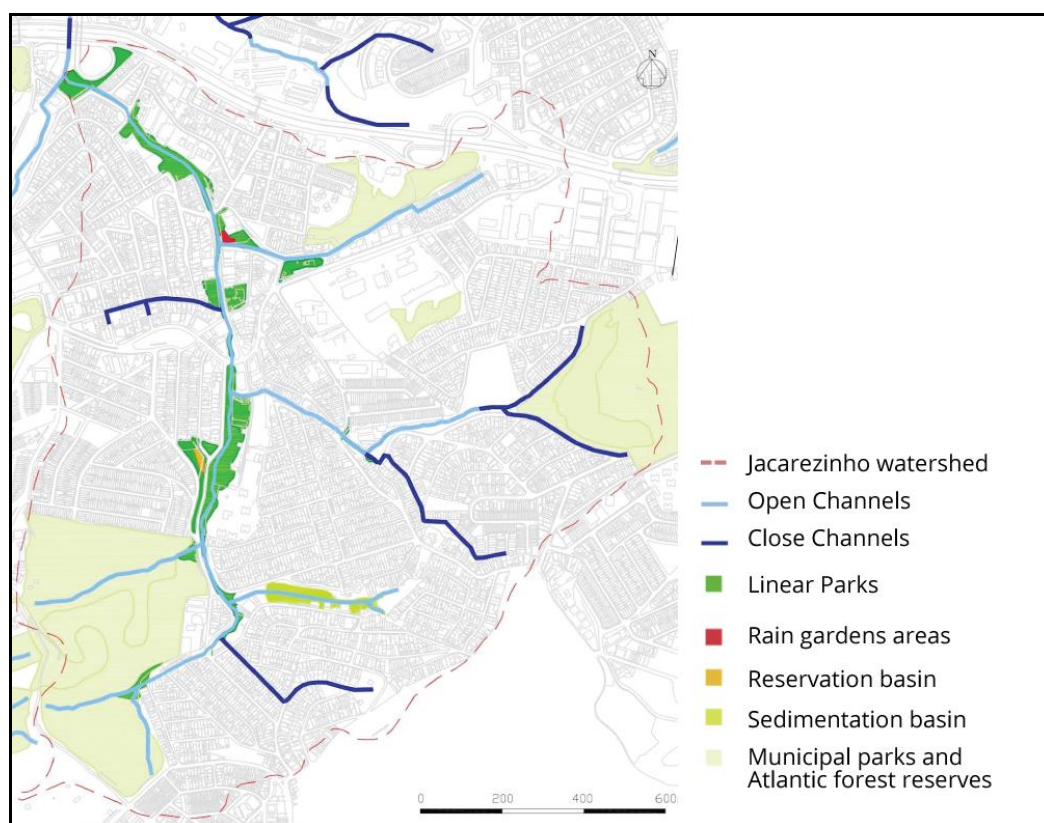 N
Jacarezinho watershed
Open Channels
Close Channels
Linear Parks
Rain gardens areas
Reservation basin
Sedimentation basin
Municipal parks and
Atlantic forest reserves
0 200 400 600